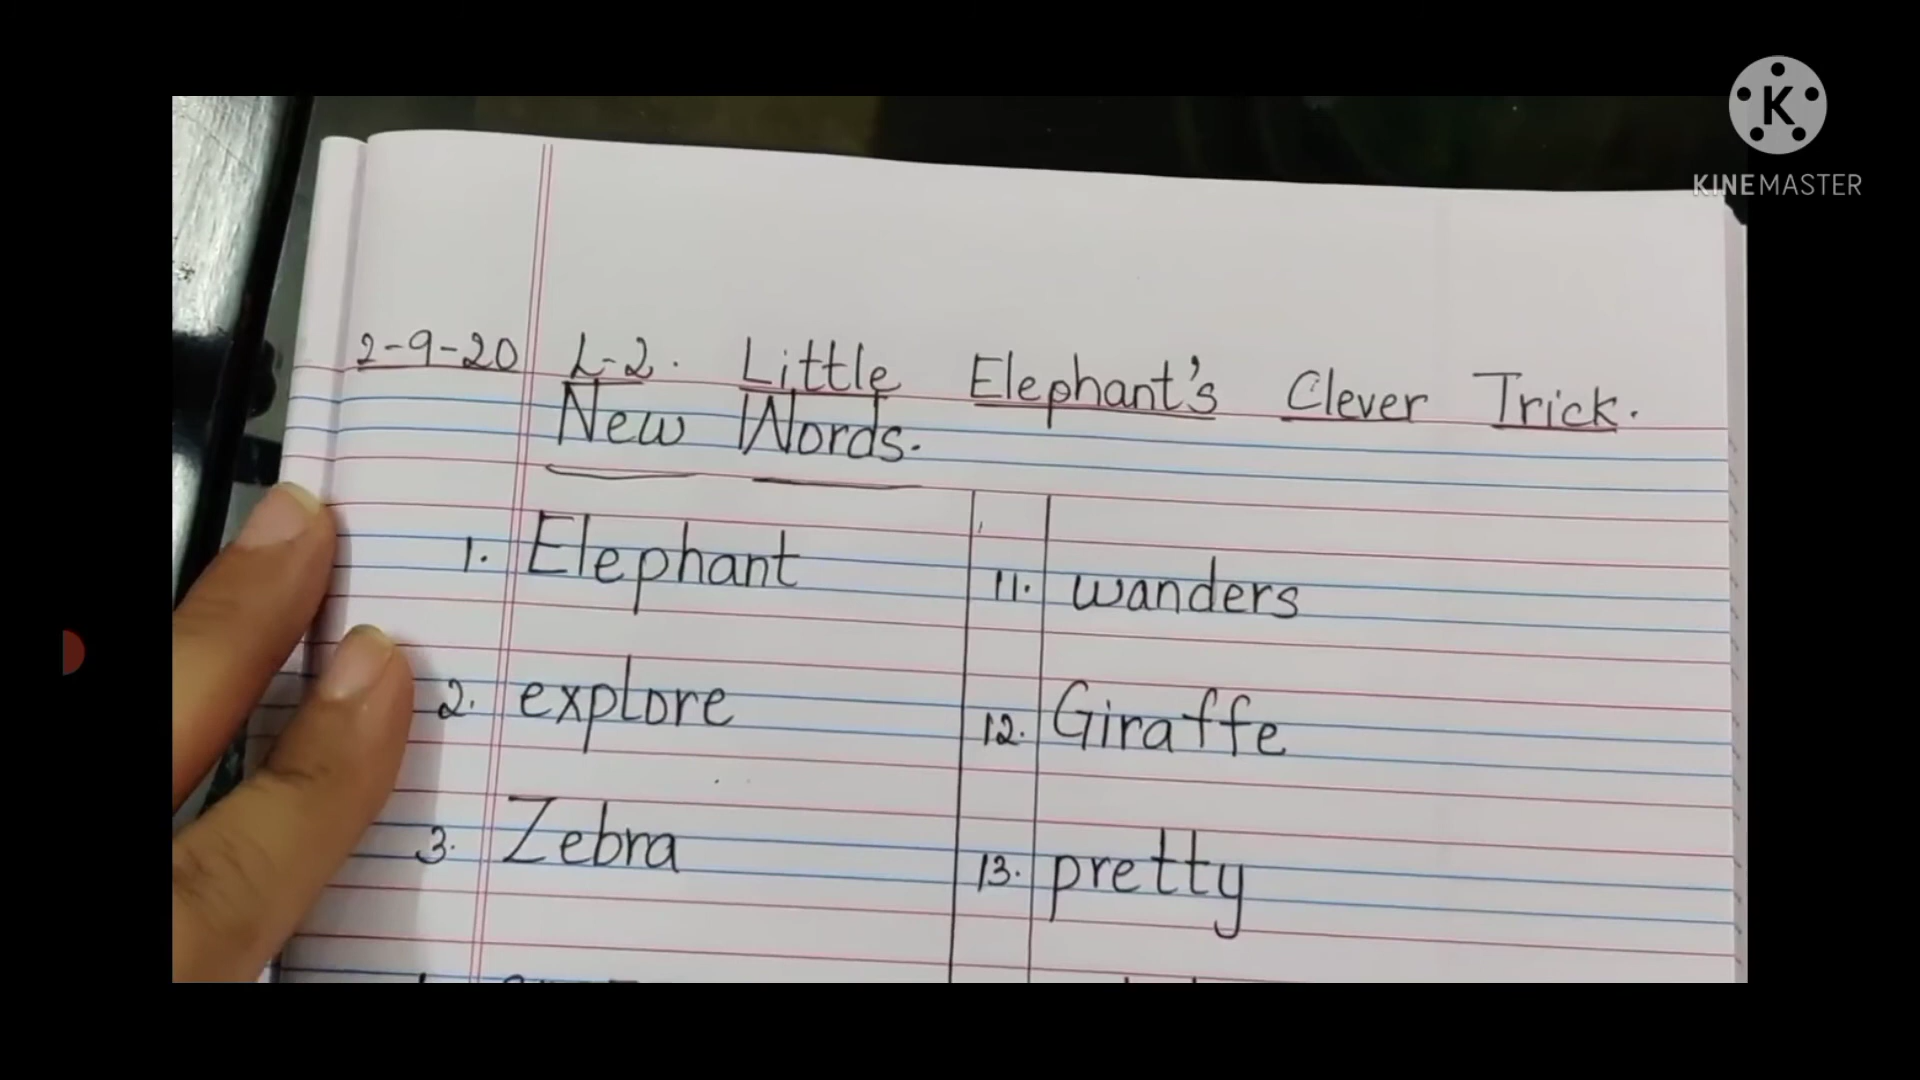 K
KINEMASTER
2-9-20 L-2. Little Elephant's Clever Trick.
New Words.
1. Elephant
2. explore
3. Zebra
11. wanders
12. Giraffe
13. pretty